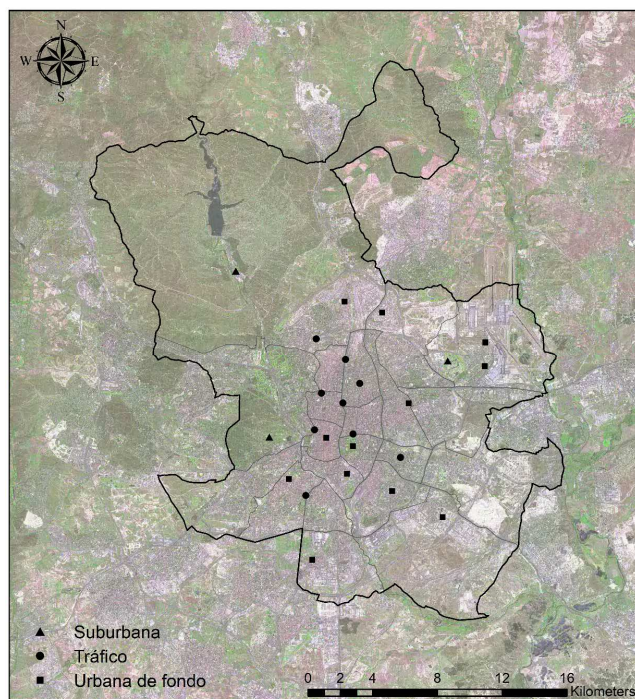 N
W E
S
Suburbana
Tráfico
Urbana de fondo
0 2 4 8 12 16
Kilometers